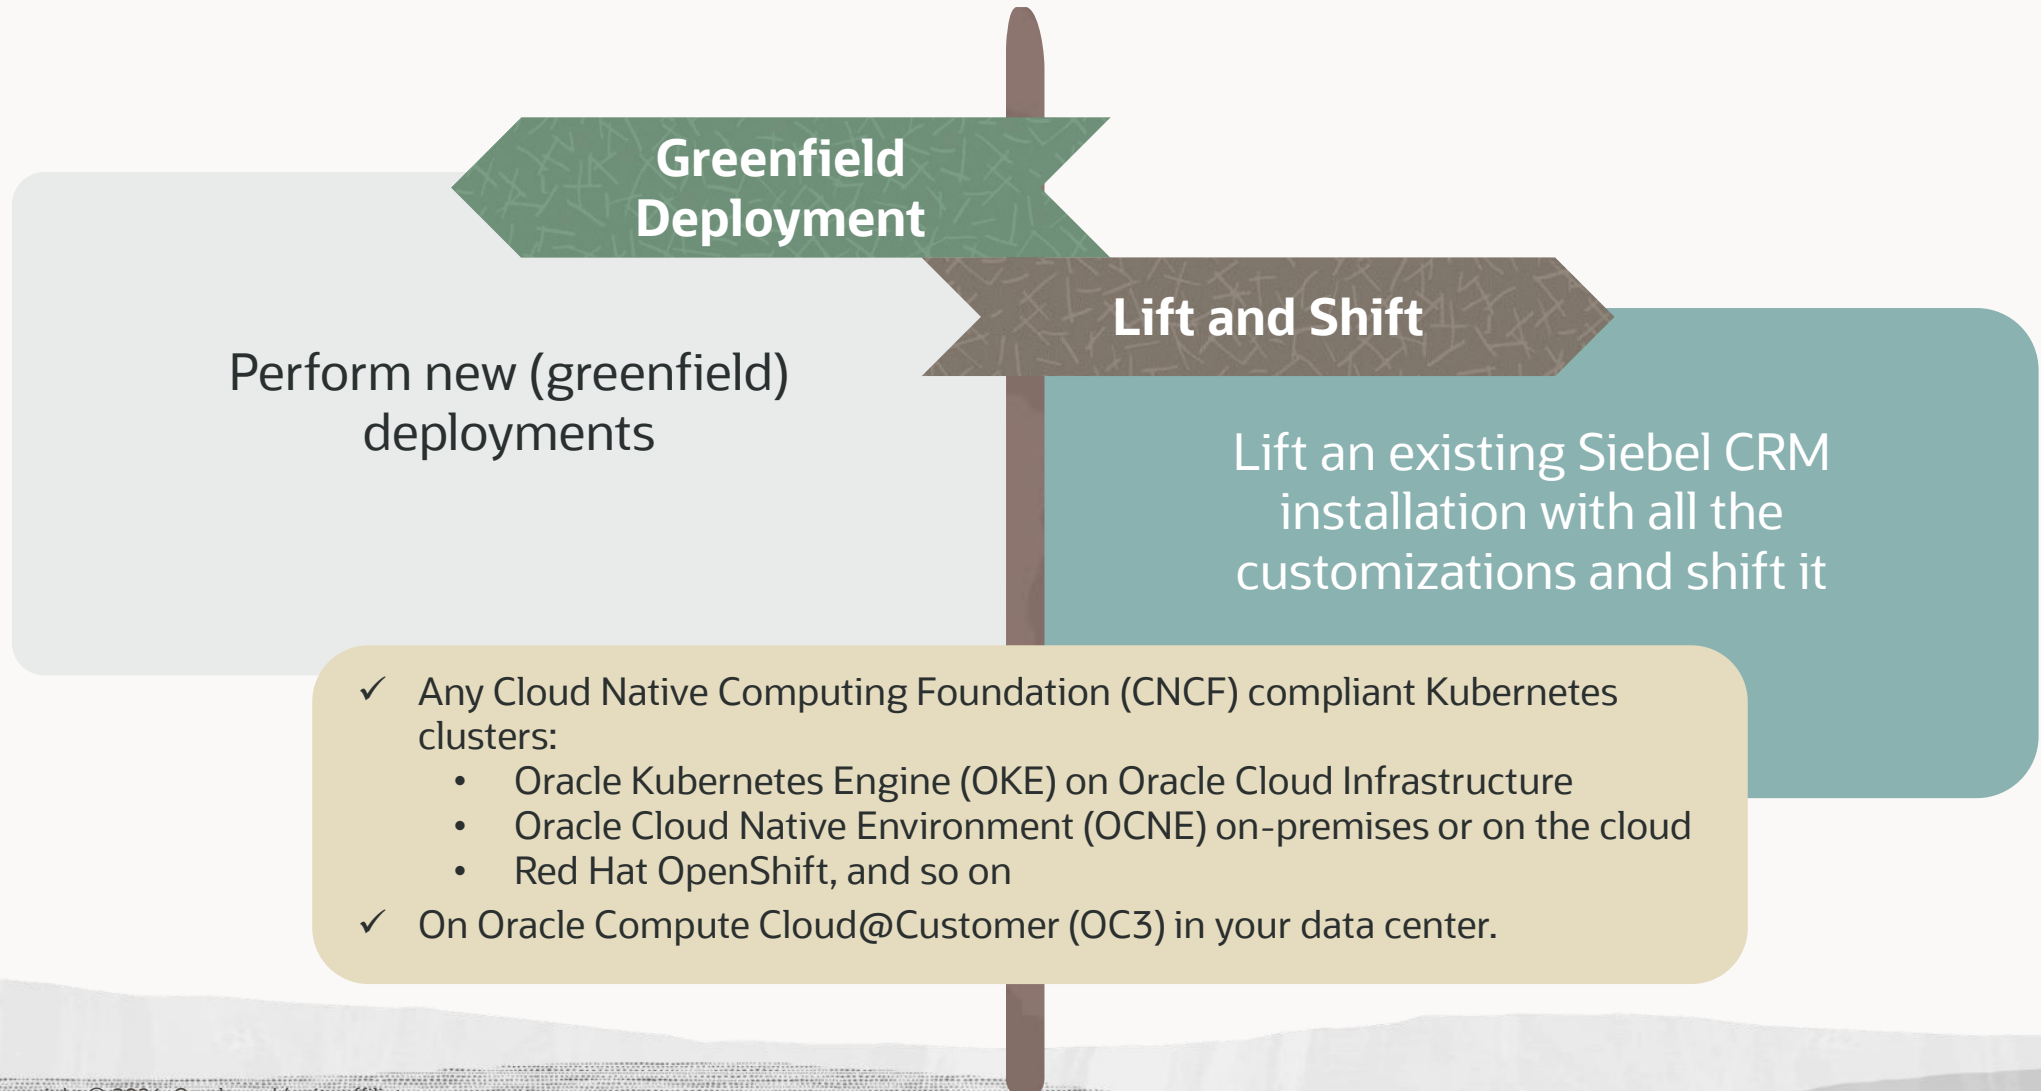 Greenfield
Deployment
Lift and Shift
Perform new (greenfield)
deployments
Lift an existing Siebel CRM
installation with all the
customizations and shift it
✓ Any Cloud Native Computing Foundation (CNCF) compliant Kubernetes
clusters:
• Oracle Kubernetes Engine (OKE) on Oracle Cloud Infrastructure
• Oracle Cloud Native Environment (OCNE) on-premises or on the cloud
• Red Hat OpenShift, and so on
✓ On Oracle Compute Cloud@Customer (OC3) in your data center.